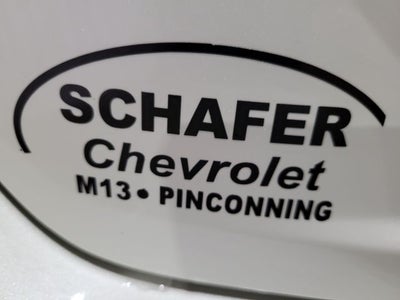 SCHAFER
Chevrolet
M13 • PINCONNING